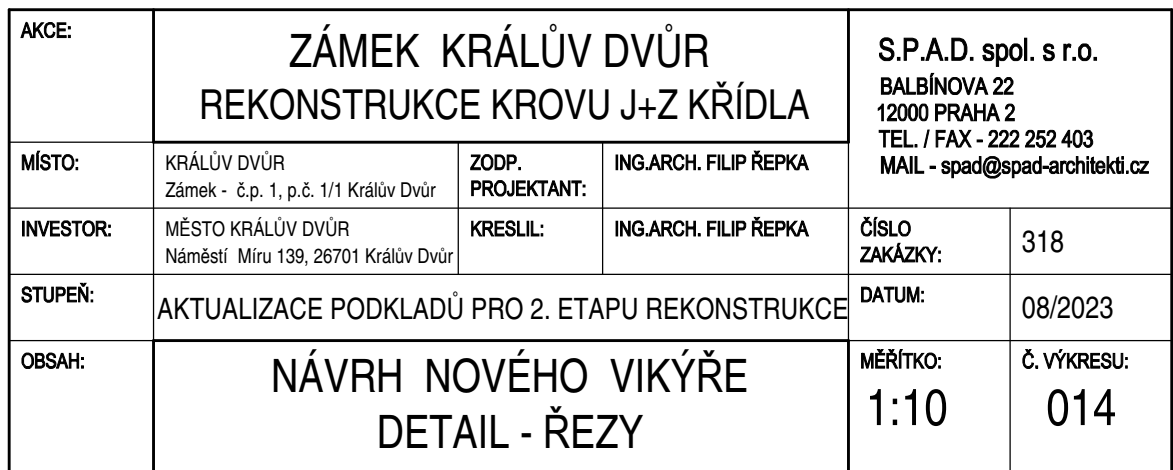 AKCE:
ZÁMEK KRÁLŮV DVŮR
REKONSTRUKCE KROVU J+Z KŘÍDLA
S.P.A.D. spol. s r.o.
BALBÍNOVA 22
12000 PRAHA 2
TEL. / FAX - 222 252 403
MAIL - spad@spad-architekti.cz
MÍSTO:
KRÁLŮV DVŮR
Zámek - č.p. 1, p.č. 1/1 Králův Dvůr
ZODP.
PROJEKTANT:
ING.ARCH. FILIP ŘEPKA
INVESTOR:
MĚSTO KRÁLŮV DVŮR
Náměstí Míru 139, 26701 Králův Dvůr
KRESLIL:
ING.ARCH. FILIP ŘEPKA
ČÍSLO
ZAKÁZKY:
318
STUPEŇ:
AKTUALIZACE PODKLADŮ PRO 2. ETAPU REKONSTRUKCE
DATUM:
08/2023
OBSAH:
NÁVRH NOVÉHO VIKÝŘE
DETAIL - ŘEZY
MĚŘÍTKO:
1:10
Č. VÝKRESU:
014